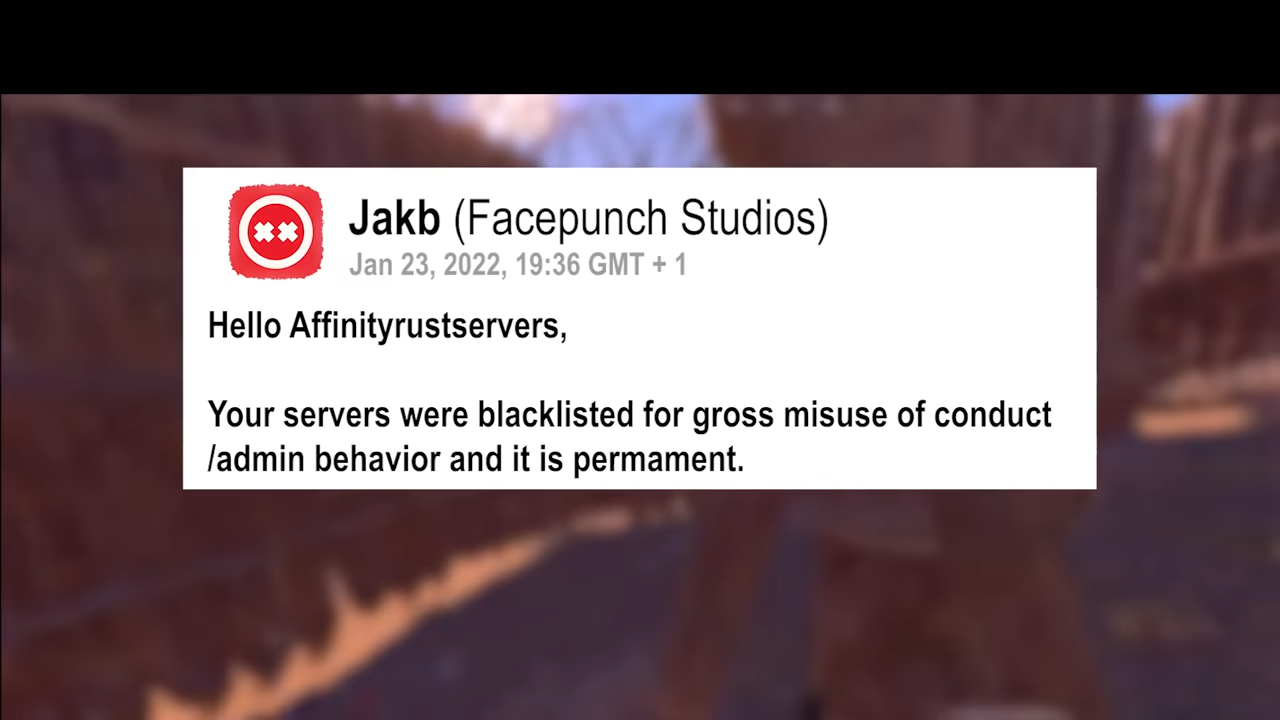 Jakb (Facepunch Studios)
Jan 23, 2022, 19:36 GMT + 1
Hello Affinityrustservers,
Your servers were blacklisted for gross misuse of conduct
/admin behavior and it is permament.